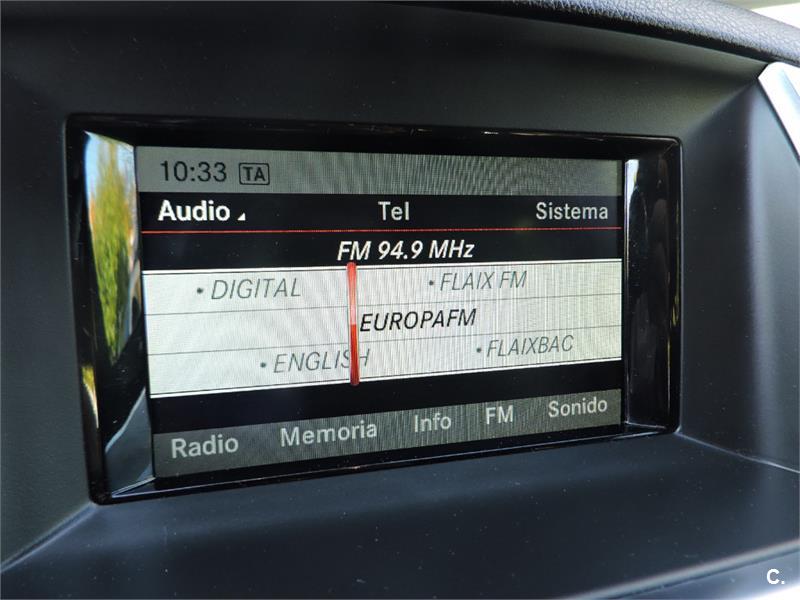 10:33 TA
Audio Tel Sistema
FM 94.9 MHz
• DIGITAL • FLAIX FM
EUROPAFM
• ENGLISH • FLAIXBAC
Radio Memoria Info FM Sonido
C.